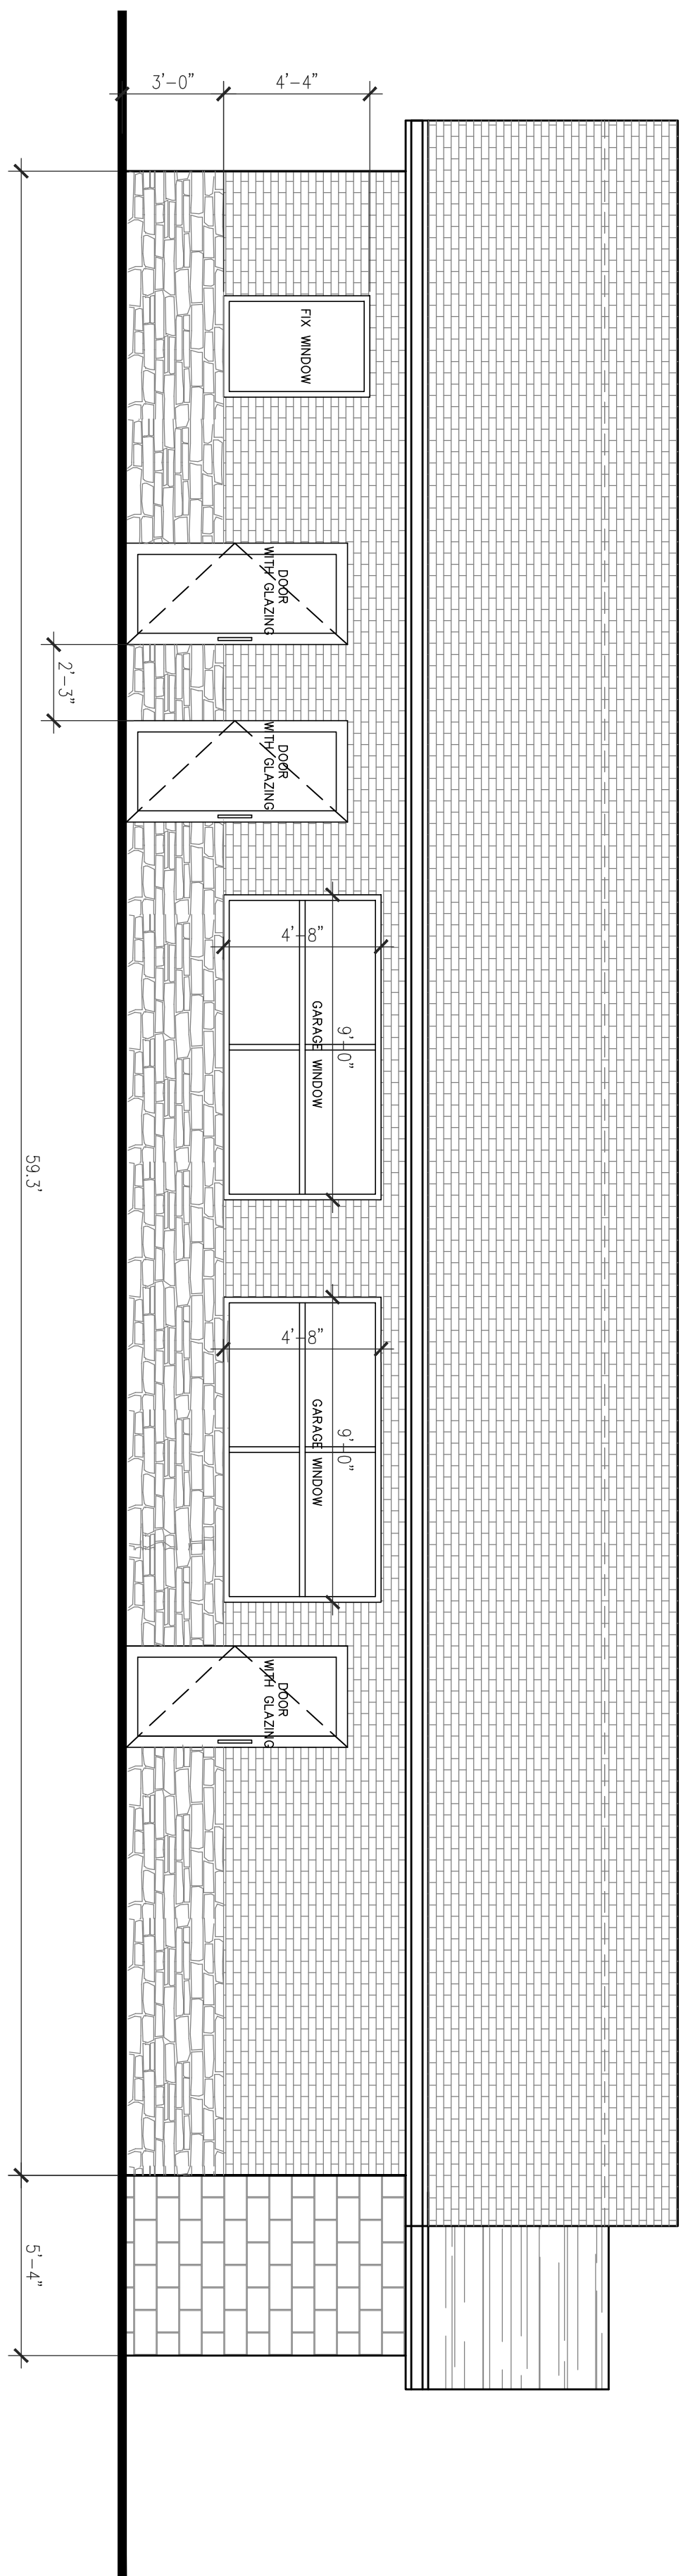 3'-0"
4'-4"
FIX WINDOW
DOOR
WITH GLAZING
2'-3"
DOOR
WITH GLAZING
4'-8"
9'-0"
GARAGE WINDOW
59.3'
4'-8"
9'-0"
GARAGE WINDOW
DOOR
WITH GLAZING
5'-4"